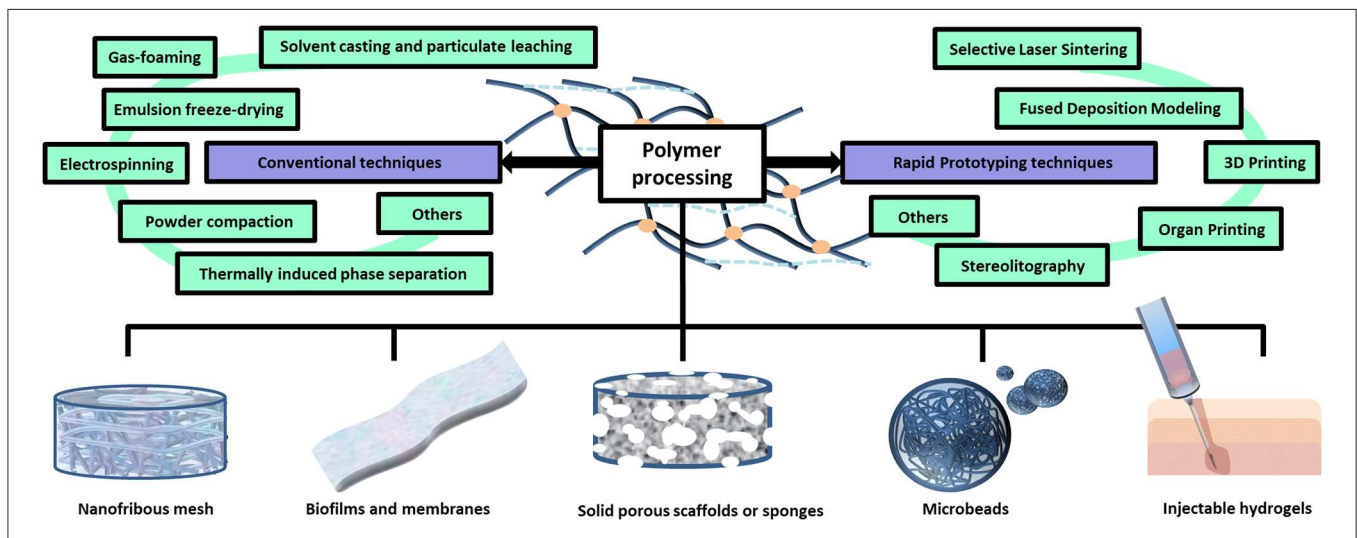 Solvent casting and particulate leaching
Gas-foaming
Emulsion freeze-drying
Electrospinning
Conventional techniques
Powder compaction
Others
Thermally induced phase separation
Polymer
processing
Selective Laser Sintering
Fused Deposition Modeling
3D Printing
Rapid Prototyping techniques
Others
Organ Printing
Stereolitography
Nanofribous mesh
Biofilms and membranes
Solid porous scaffolds or sponges
Microbeads
Injectable hydrogels